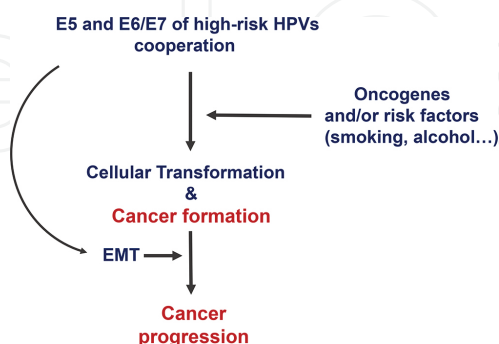 E5 and E6/E7 of high-risk HPVs
cooperation
Oncogenes
and/or risk factors
(smoking, alcohol…)
Cellular Transformation
&
Cancer formation
EMT
Cancer
progression